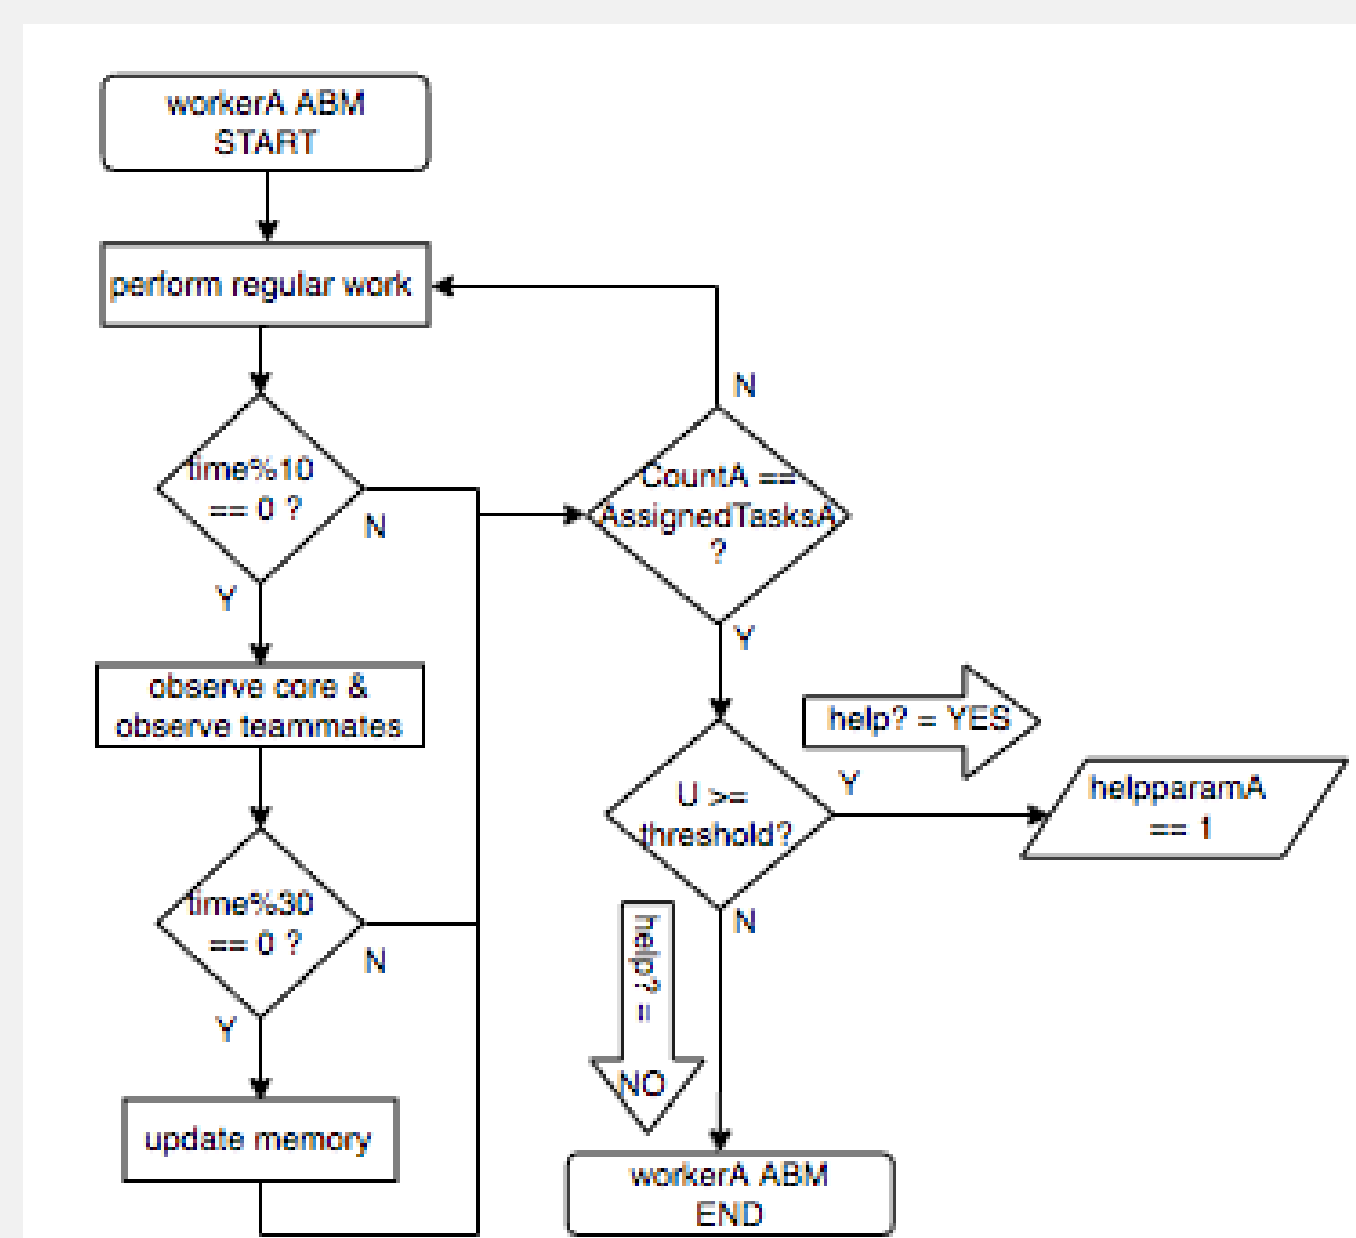 workerA ABM
START
perform regular work
time%10
== 0 ?
N
Y
observe core &
observe teammates
time%30
== 0 ?
N
Y
update memory
N
CountA ==
AssignedTasksA
?
Y
help? = YES
U >=
threshold?
Y
helpparamA
== 1
N
help? =
NO
workerA ABM
END